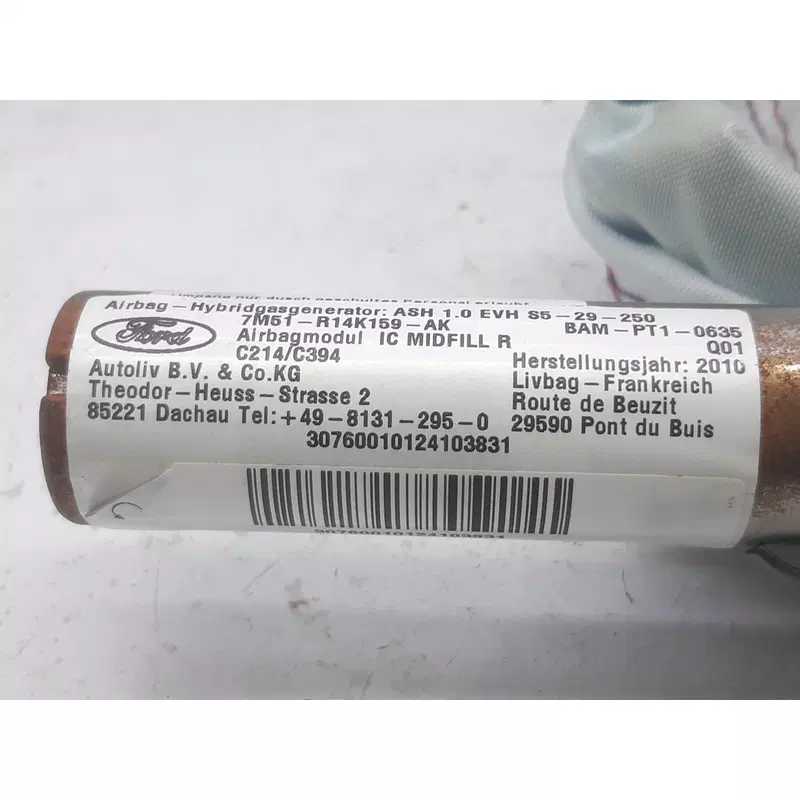 Airbag-Hybridgasgenerator: ASH 1.0 EVH S5-29-250
7M51-R14K159-AK BAM-PT1-0635
Ford Airbagmodul IC MIDFILL R Q01
C214/C394 Herstellungsjahr: 2010
Autoliv B.V. & Co.KG Livbag-Frankreich
Theodor-Heuss-Strasse 2 Route de Beuzit
85221 Dachau Tel:+49-8131-295-0 29590 Pont du Buis
30760010124103831
30760010124103831